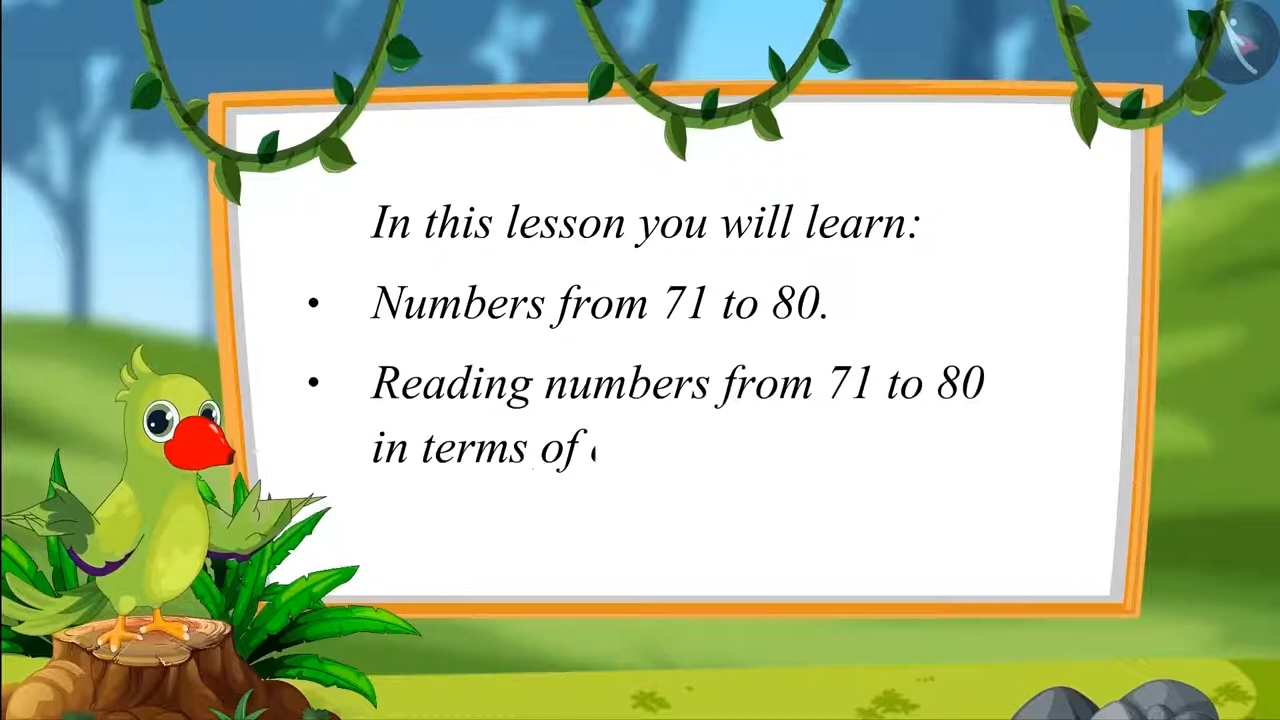 In this lesson you will learn:
• Numbers from 71 to 80.
• Reading numbers from 71 to 80
in terms of